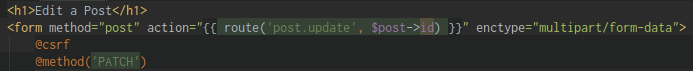 <h1>Edit a Post</h1>
<form method="post" action="{{ route('post.update', $post->id) }}" enctype="multipart/form-data">
@csrf
@method('PATCH')